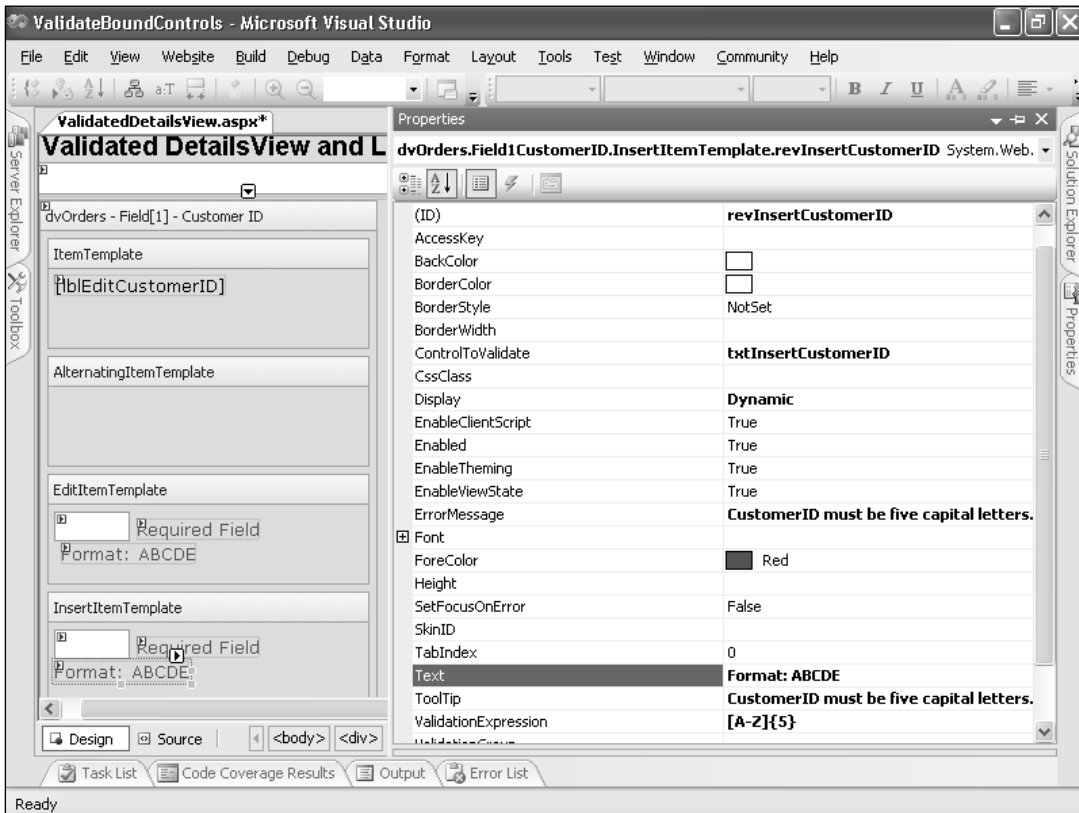 ValidateBoundControls - Microsoft Visual Studio
File Edit View Website Build Debug Data Format Layout Tools Test Window Community Help
B I U A
ValidatedDetailsView.aspx*
Validated DetailsView and L
dvOrders - Field[1] - Customer ID
ItemTemplate
[lblEditCustomerID]
AlternatingItemTemplate
EditItemTemplate
Required Field
Format: ABCDE
InsertItemTemplate
Required Field
Format: ABCDE
Design Source <body> <div>
Server Explorer
Toolbox
Properties
dvOrders.Field1CustomerID.InsertItemTemplate.revInsertCustomerID System.Web.
(ID) revInsertCustomerID
AccessKey
BackColor
BorderColor
BorderStyle NotSet
BorderWidth
ControlToValidate txtInsertCustomerID
CssClass
Display Dynamic
EnableClientScript True
Enabled True
EnableTheming True
EnableViewState True
ErrorMessage CustomerID must be five capital letters.
Font
ForeColor Red
Height
SetFocusOnError False
SkinID
TabIndex 0
Text Format: ABCDE
ToolTip CustomerID must be five capital letters.
ValidationExpression [A-Z]{5}
ValidationGroup
Solution Explorer
Properties
Task List Code Coverage Results Output Error List
Ready